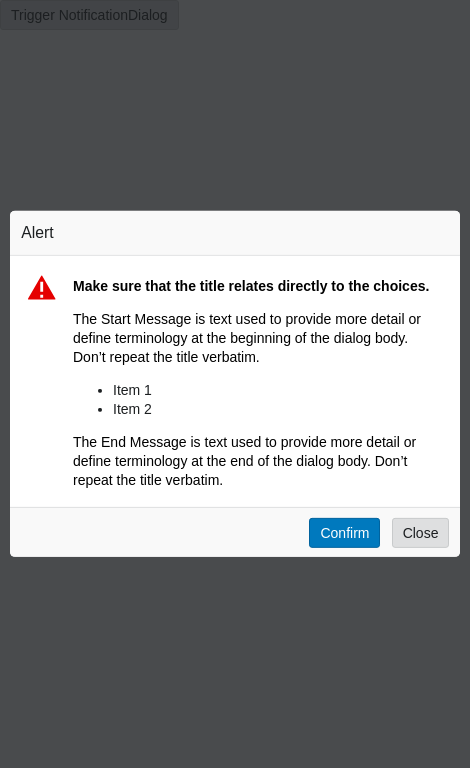 Trigger NotificationDialog
Alert
Make sure that the title relates directly to the choices.
The Start Message is text used to provide more detail or
define terminology at the beginning of the dialog body.
Don’t repeat the title verbatim.
• Item 1
• Item 2
The End Message is text used to provide more detail or
define terminology at the end of the dialog body. Don’t
repeat the title verbatim.
Confirm Close